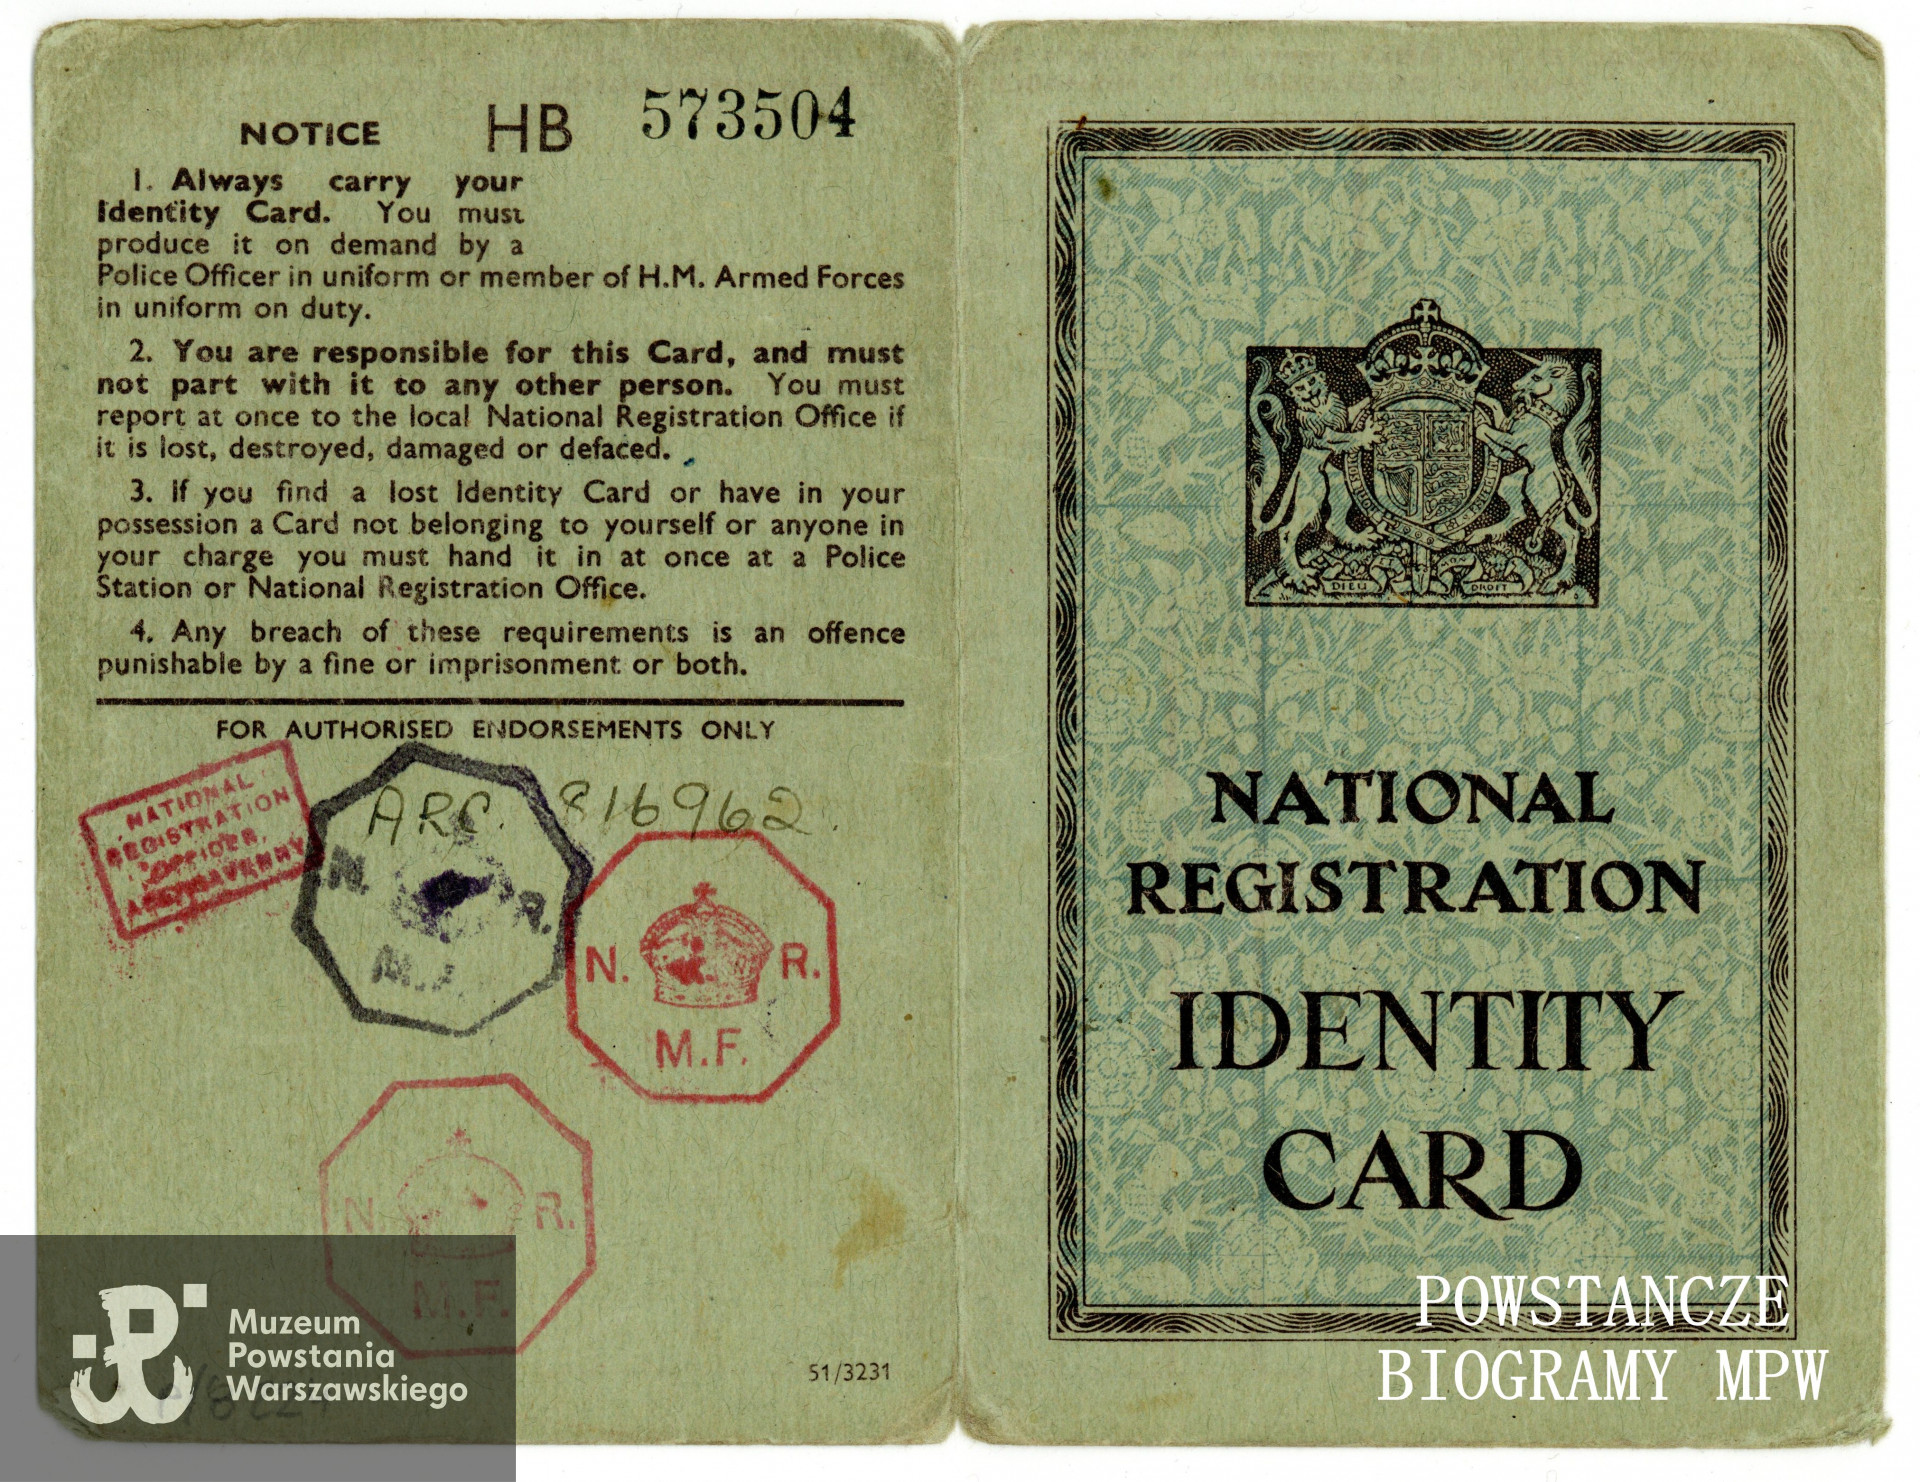 NOTICE HB 573504
1. Always carry your
Identity Card. You must
produce it on demand by a
Police Officer in uniform or member of H.M. Armed Forces
in uniform on duty.
2. You are responsible for this Card, and must
not part with it to any other person. You must
report at once to the local National Registration Office if
it is lost, destroyed, damaged or defaced.
3. If you find a lost Identity Card or have in your
possession a Card not belonging to yourself or anyone in
your charge you must hand it in at once at a Police
Station or National Registration Office.
4. Any breach of these requirements is an offence
punishable by a fine or imprisonment or both.
FOR AUTHORISED ENDORSEMENTS ONLY
NATIONAL
REGISTRATION
OFFICER,
ABERGAVENNY
ARC. 816962.
N. R.
M.
N. R.
M.F.
N. R.
M.F.
51/3231
Muzeum
Powstania
Warszawskiego
DIEU DROIT
NATIONAL
REGISTRATION
IDENTITY
CARD
POWSTANCZE
BIOGRAMY MPW